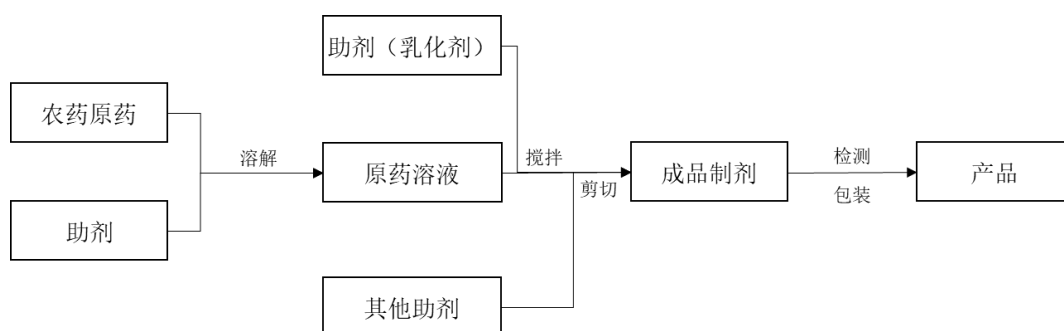 助剂（乳化剂）
农药原药
溶解
原药溶液
搅拌
剪切
成品制剂
检测
包装
产品
助剂
其他助剂